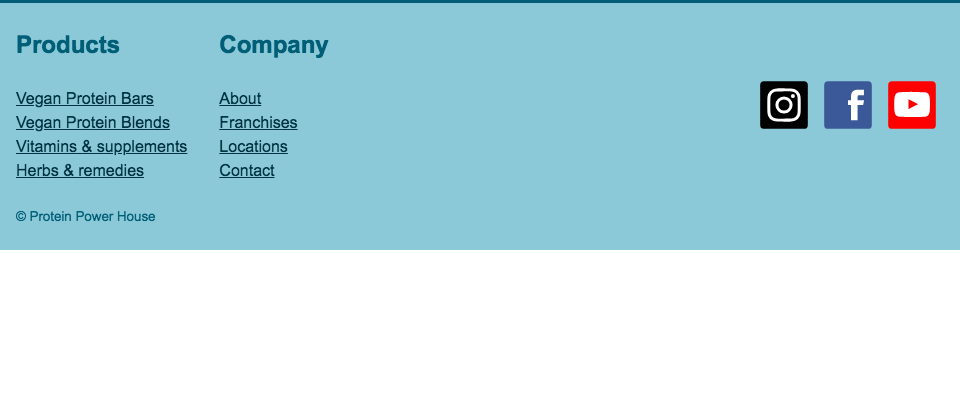 Products
Vegan Protein Bars
Vegan Protein Blends
Vitamins & supplements
Herbs & remedies
Company
About
Franchises
Locations
Contact
© Protein Power House